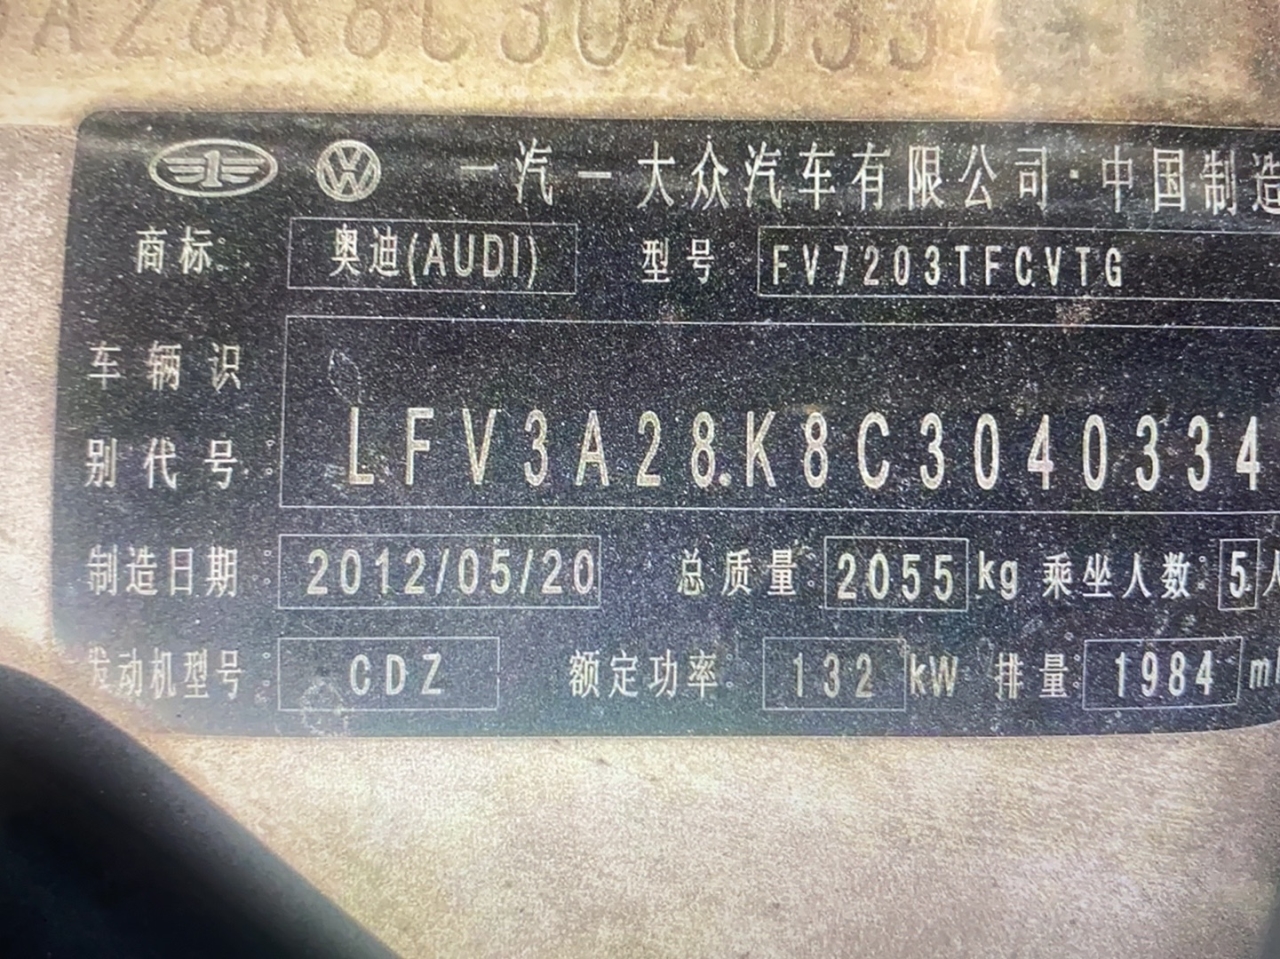 A28K8C3040334
一汽－大众汽车有限公司·中国制造
商标: 奥迪(AUDI) 型号: FV7203TFCVTG
车辆识
别代号: LFV3A28K8C3040334
制造日期: 2012/05/20 总质量: 2055 kg 乘坐人数: 5 人
发动机型号: CDZ 额定功率: 132 kW 排量: 1984 ml